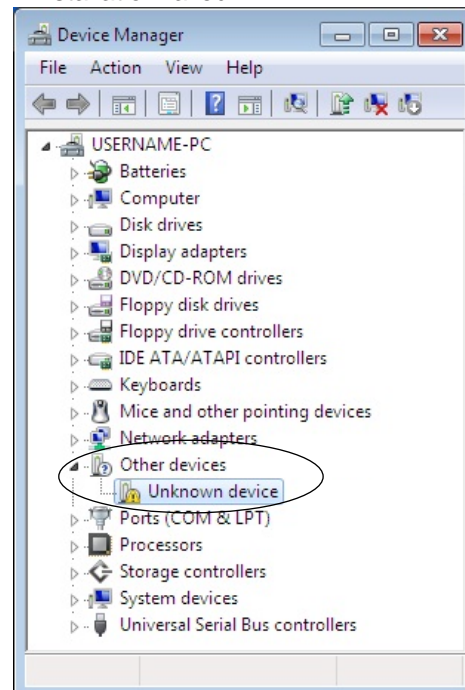 Device Manager
File Action View Help
USERNAME-PC
Batteries
Computer
Disk drives
Display adapters
DVD/CD-ROM drives
Floppy disk drives
Floppy drive controllers
IDE ATA/ATAPI controllers
Keyboards
Mice and other pointing devices
Network adapters
Other devices
Unknown device
Ports (COM & LPT)
Processors
Storage controllers
System devices
Universal Serial Bus controllers